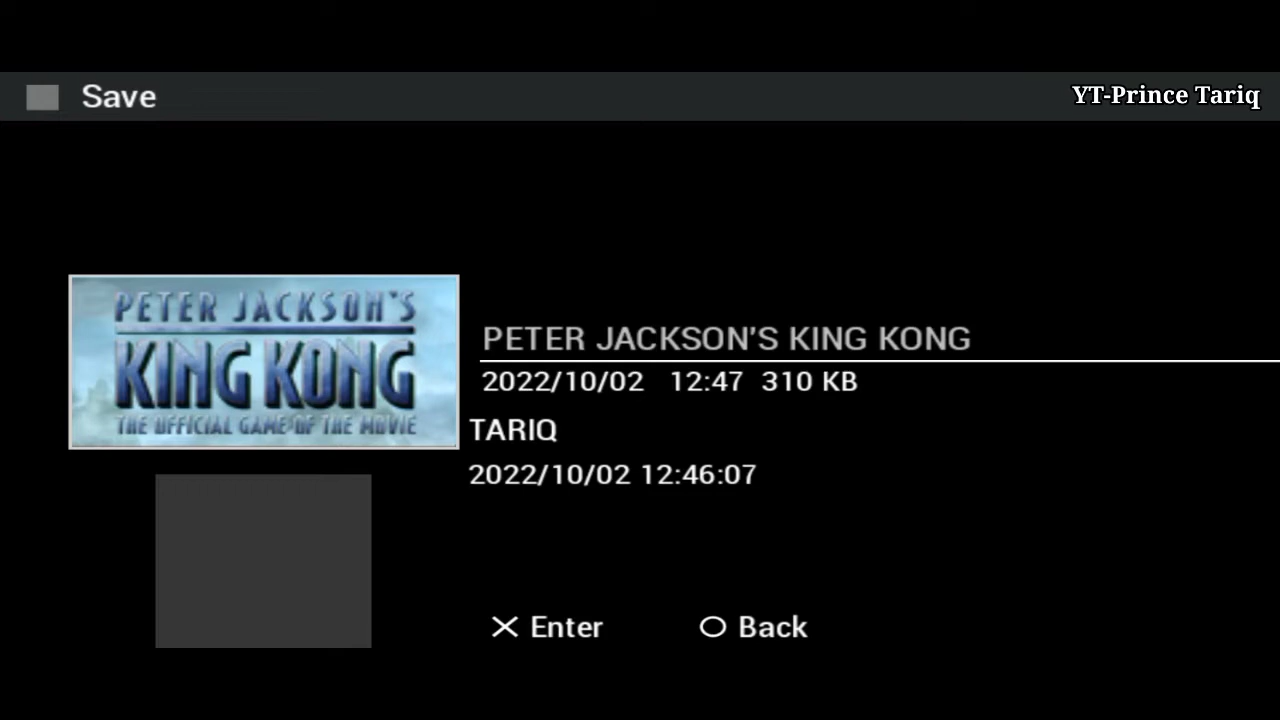 Save
YT-Prince Tariq
PETER JACKSON'S
KING KONG
THE OFFICIAL GAME OF THE MOVIE
PETER JACKSON'S KING KONG
2022/10/02 12:47 310 KB
TARIQ
2022/10/02 12:46:07
Enter
Back